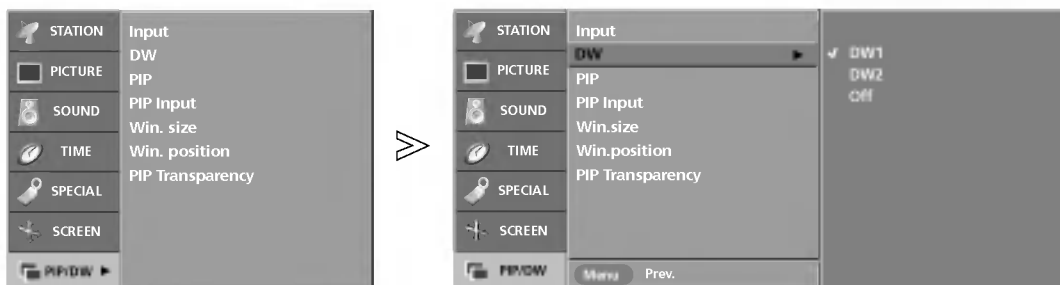 STATION
PICTURE
SOUND
TIME
SPECIAL
SCREEN
PIP/DW
Input
DW
PIP
PIP Input
Win. size
Win. position
PIP Transparency
STATION
PICTURE
SOUND
TIME
SPECIAL
SCREEN
PIP/DW
Input
DW
PIP
PIP Input
Win.size
Win.position
PIP Transparency
Menu Prev.
DW1
DW2
Off